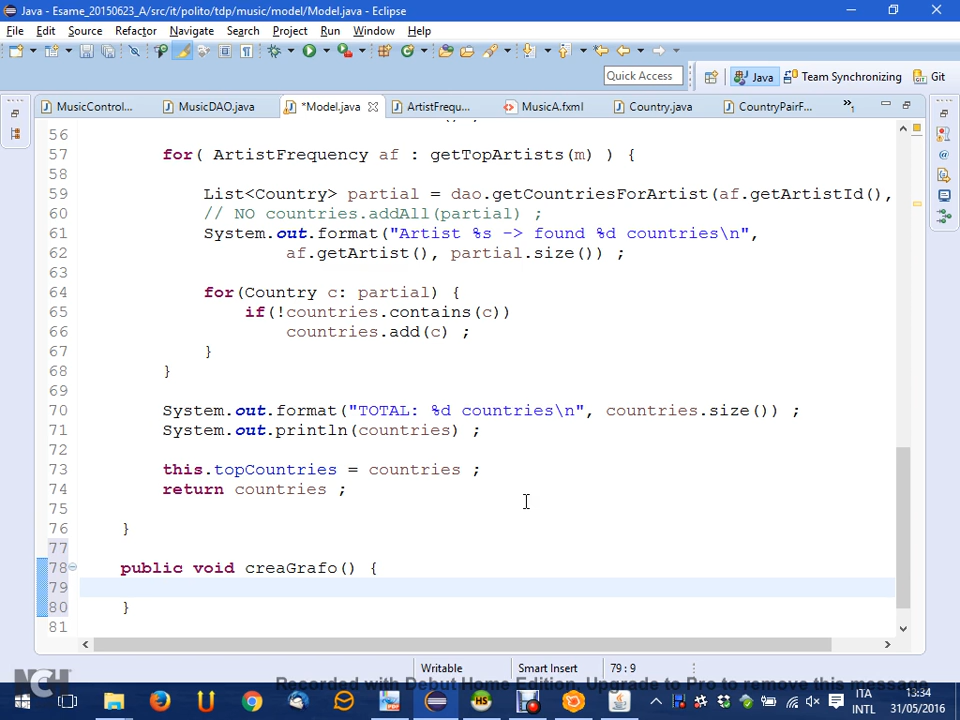 Java - Esame_20150623_A/src/it/polito/tdp/music/model/Model.java - Eclipse
File Edit Source Refactor Navigate Search Project Run Window Help
Quick Access Java Team Synchronizing Git
MusicControl... MusicDAO.java *Model.java ArtistFrequ... MusicA.fxml Country.java CountryPairF... »1
56
57 for( ArtistFrequency af : getTopArtists(m) ) {
58
59 List<Country> partial = dao.getCountriesForArtist(af.getArtistId(),
60 // NO countries.addAll(partial) ;
61 System.out.format("Artist %s -> found %d countries\n",
62 af.getArtist(), partial.size()) ;
63
64 for(Country c: partial) {
65 if(!countries.contains(c))
66 countries.add(c) ;
67 }
68 }
69
70 System.out.format("TOTAL: %d countries\n", countries.size()) ;
71 System.out.println(countries) ;
72
73 this.topCountries = countries ;
74 return countries ;
75
76 }
77
78 public void creaGrafo() {
79
80 }
81
Writable Smart Insert 79 : 9
NCH
Recorded with Debut Home Edition, Upgrade to Pro to remove this message
HS ITA INTL 13:34 31/05/2016